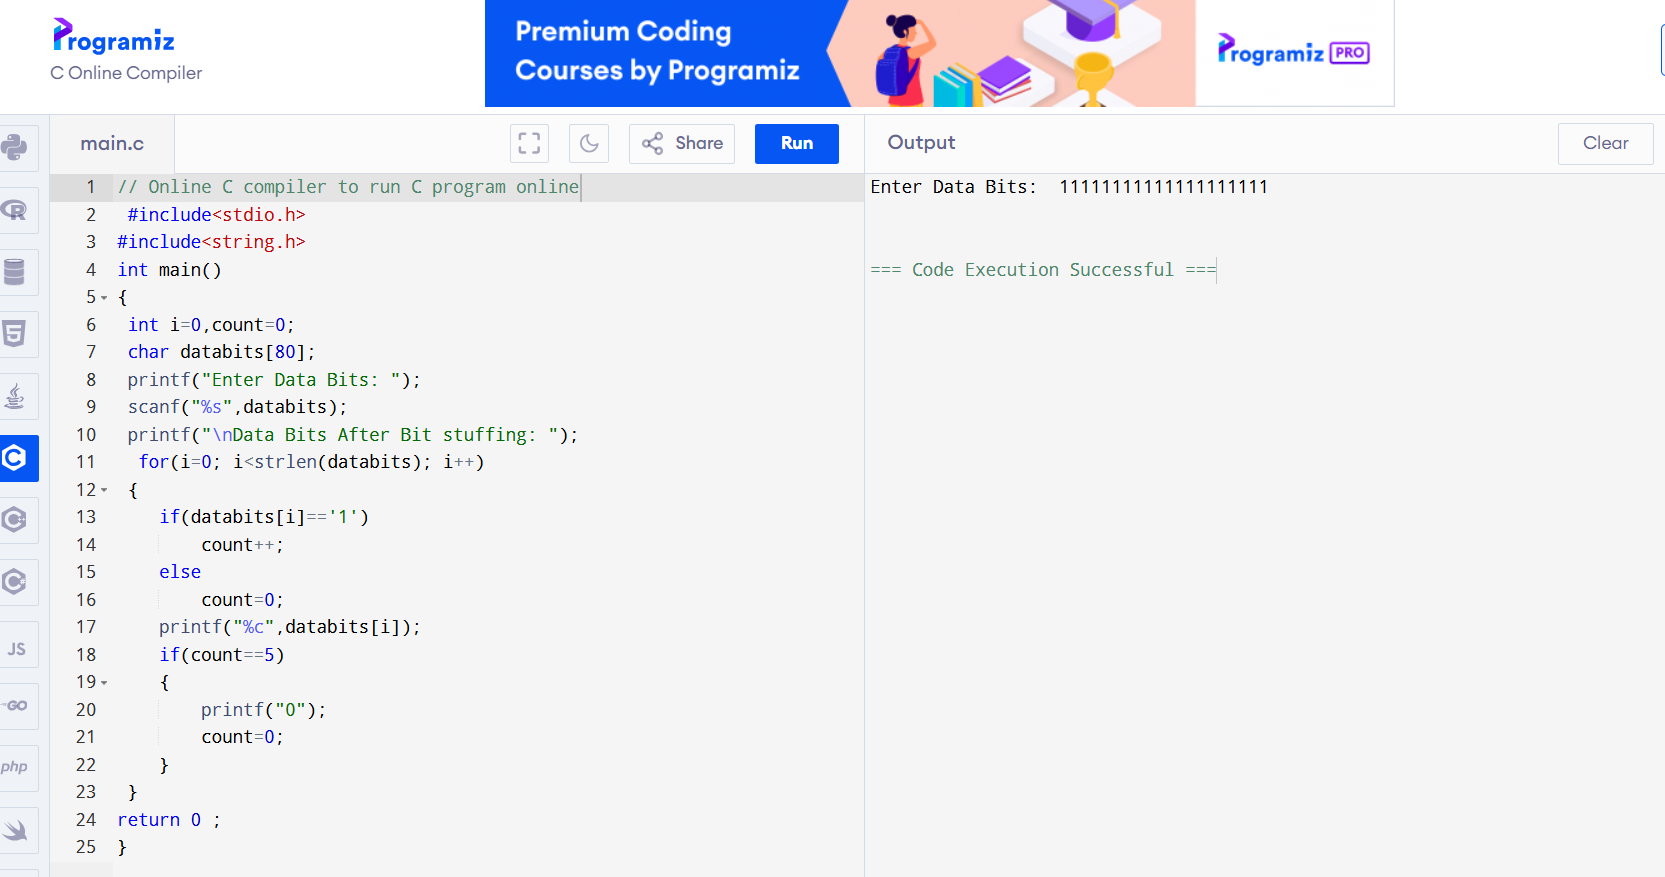 Programiz
C Online Compiler
Premium Coding
Courses by Programiz
Programiz PRO
main.c
Share
Run
Output
Clear
1 // Online C compiler to run C program online
2  #include<stdio.h>
3 #include<string.h>
4 int main()
5 {
6  int i=0,count=0;
7  char databits[80];
8  printf("Enter Data Bits: ");
9  scanf("%s",databits);
10  printf("\nData Bits After Bit stuffing: ");
11   for(i=0; i<strlen(databits); i++)
12  {
13     if(databits[i]=='1')
14         count++;
15     else
16         count=0;
17     printf("%c",databits[i]);
18     if(count==5)
19     {
20         printf("0");
21         count=0;
22     }
23  }
24 return 0 ;
25 }
Enter Data Bits:  11111111111111111111
=== Code Execution Successful ===
R
5
C
C
C
JS
GO
php